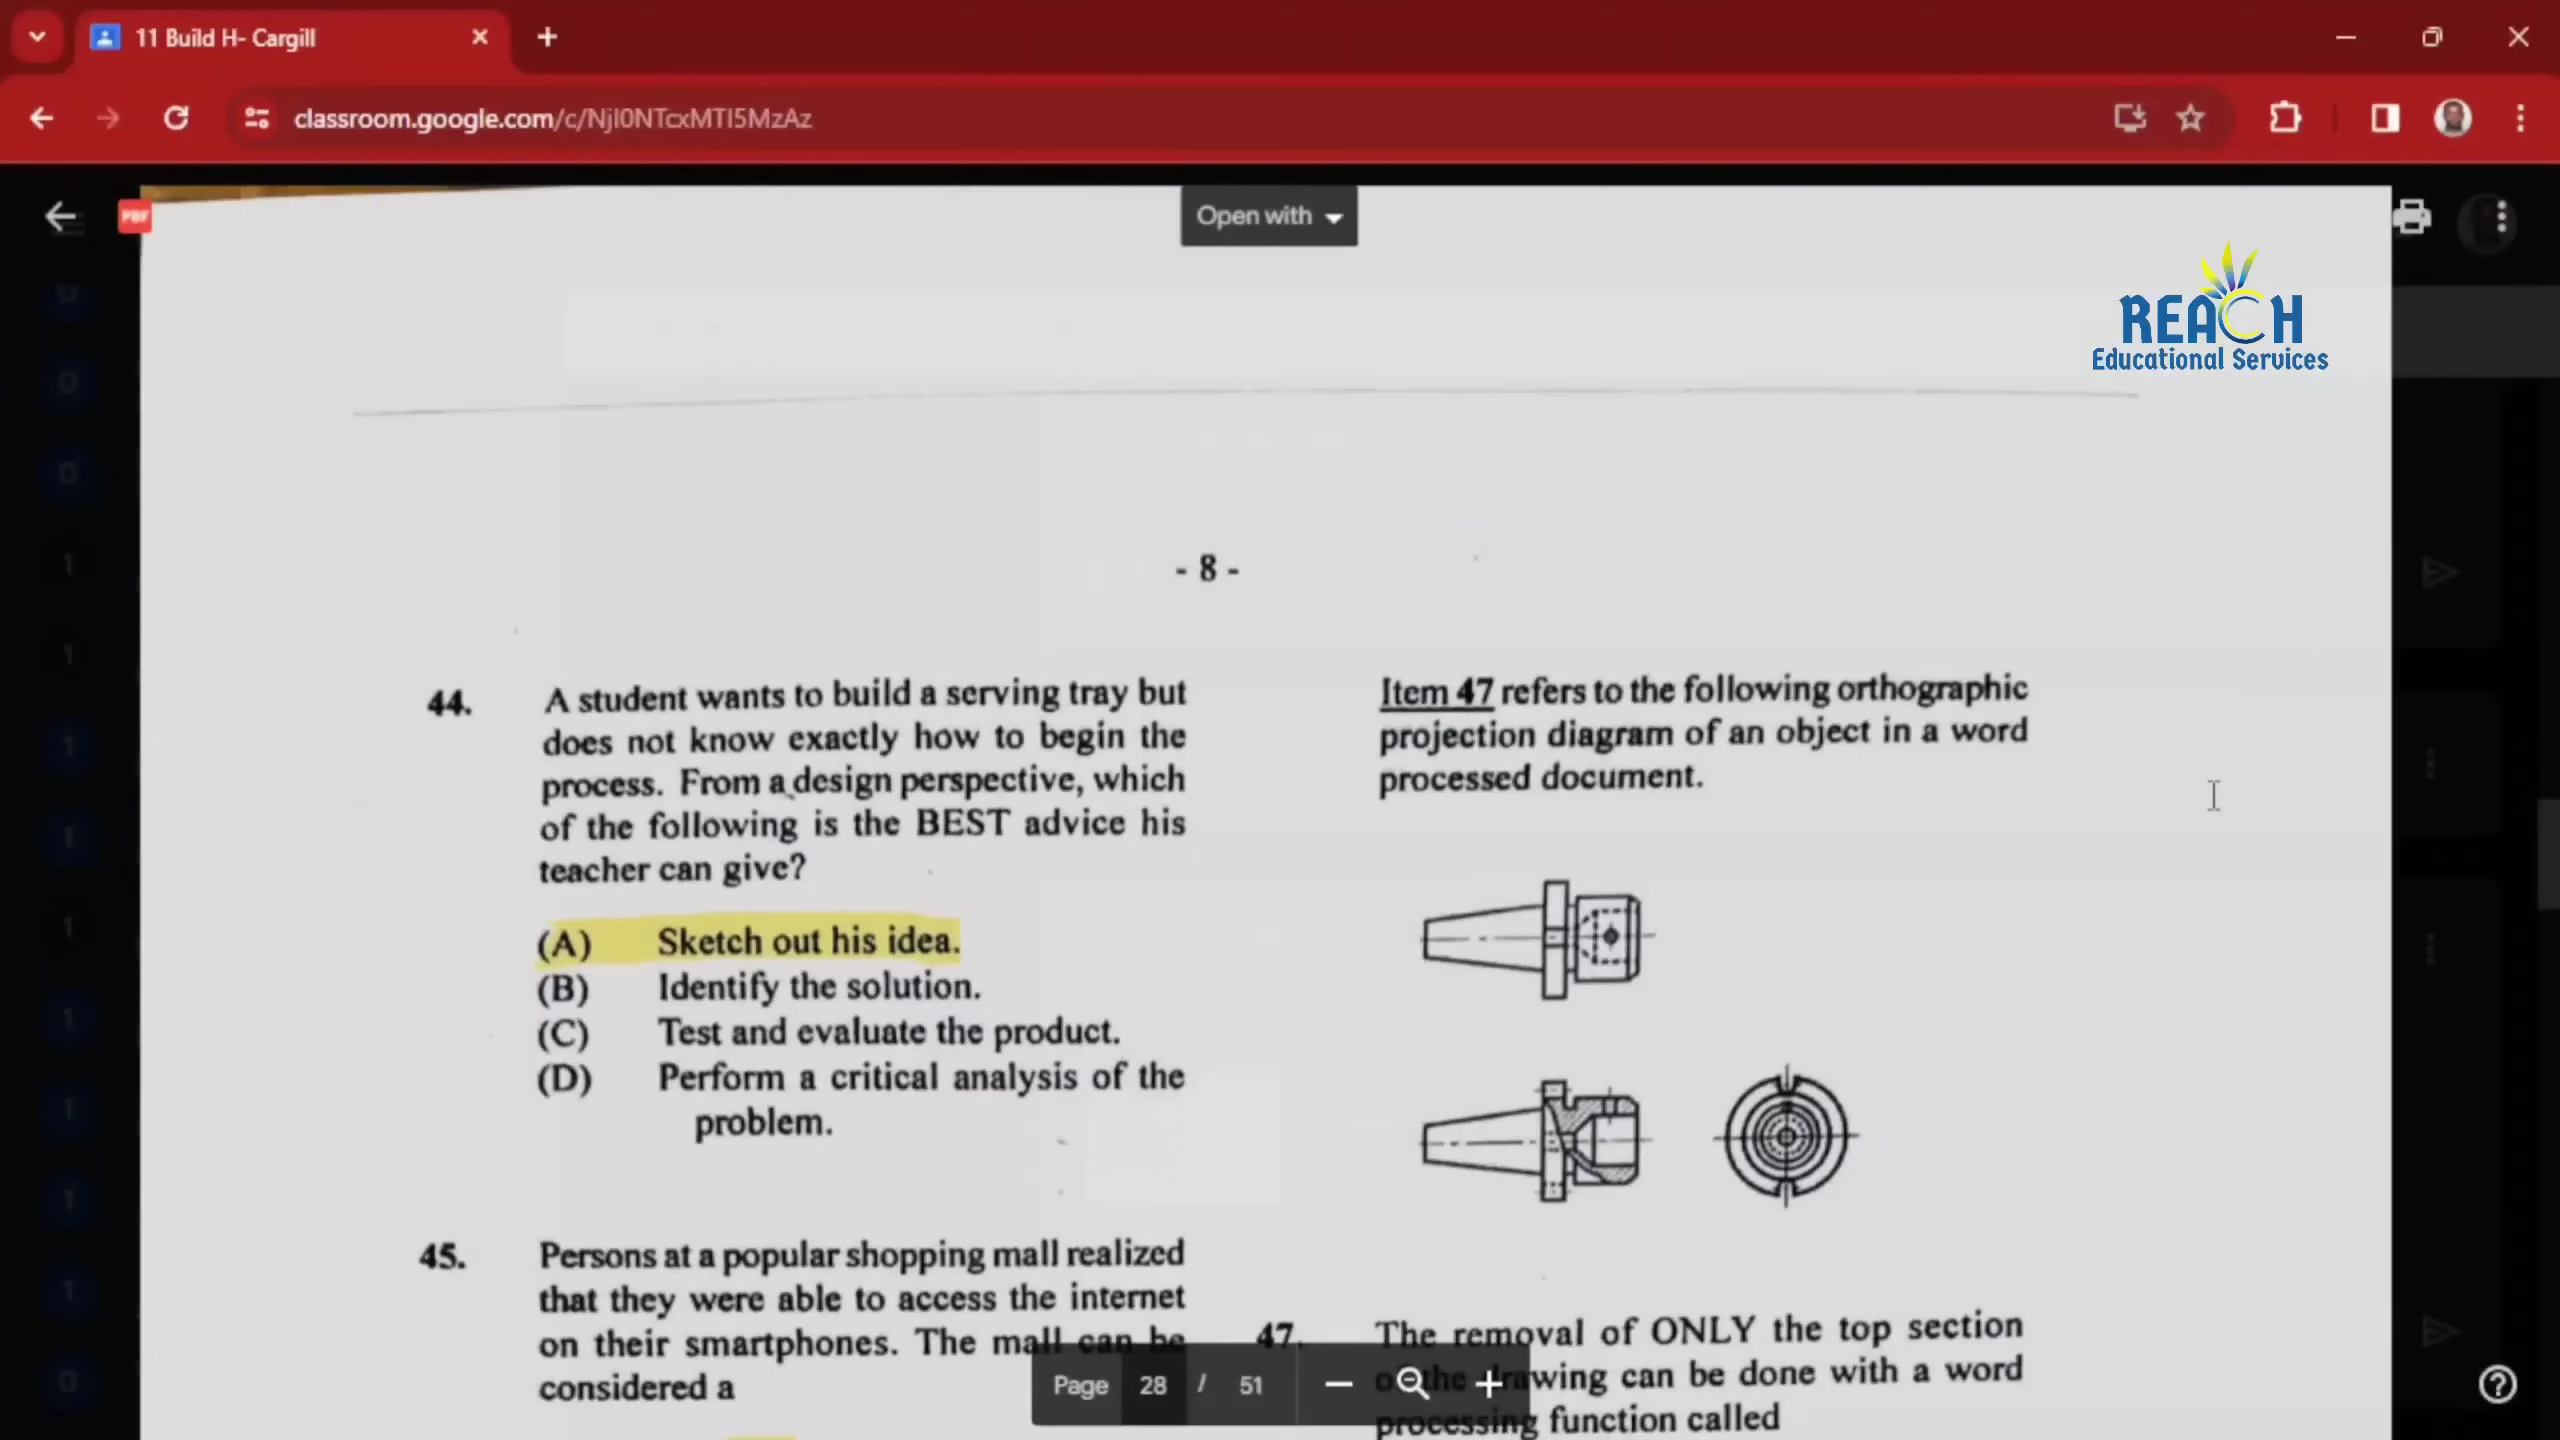 11 Build H- Cargill
classroom.google.com/c/NjI0NTcxMTI5MzAz
PDF
Open with
REACH
Educational Services
- 8 -
44. A student wants to build a serving tray but
does not know exactly how to begin the
process. From a design perspective, which
of the following is the BEST advice his
teacher can give?
(A) Sketch out his idea.
(B) Identify the solution.
(C) Test and evaluate the product.
(D) Perform a critical analysis of the
problem.
45. Persons at a popular shopping mall realized
that they were able to access the internet
on their smartphones. The mall can be
considered a
Item 47 refers to the following orthographic
projection diagram of an object in a word
processed document.
47. The removal of ONLY the top section
of the drawing can be done with a word
processing function called
Page 28 / 51